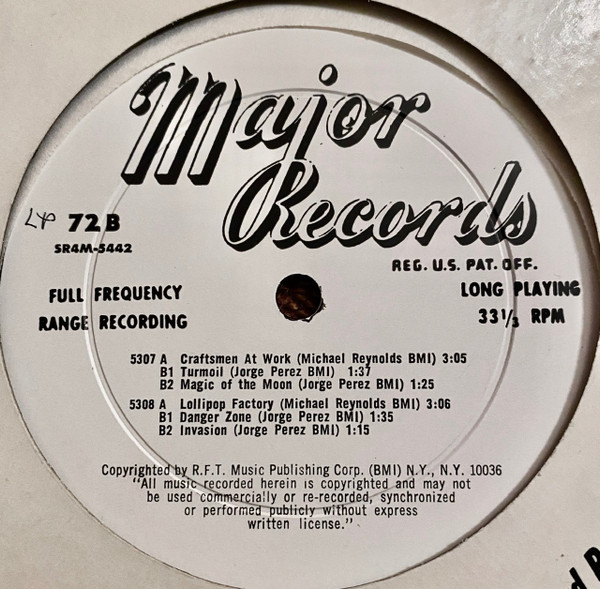 Major
Records
REG. U.S. PAT. OFF.
LP 72B
SR4M-5442
FULL FREQUENCY
RANGE RECORDING
LONG PLAYING
33 1/3 RPM
5307 A Craftsmen At Work (Michael Reynolds BMI) 3:05
B1 Turmoil (Jorge Perez BMI) 1:37
B2 Magic of the Moon (Jorge Perez BMI) 1:25
5308 A Lollipop Factory (Michael Reynolds BMI) 3:06
B1 Danger Zone (Jorge Perez BMI) 1:35
B2 Invasion (Jorge Perez BMI) 1:15
Copyrighted by R.F.T. Music Publishing Corp. (BMI) N.Y., N.Y. 10036
"All music recorded herein is copyrighted and may not
be used commercially or re-recorded, synchronized
or performed publicly without express
written license."